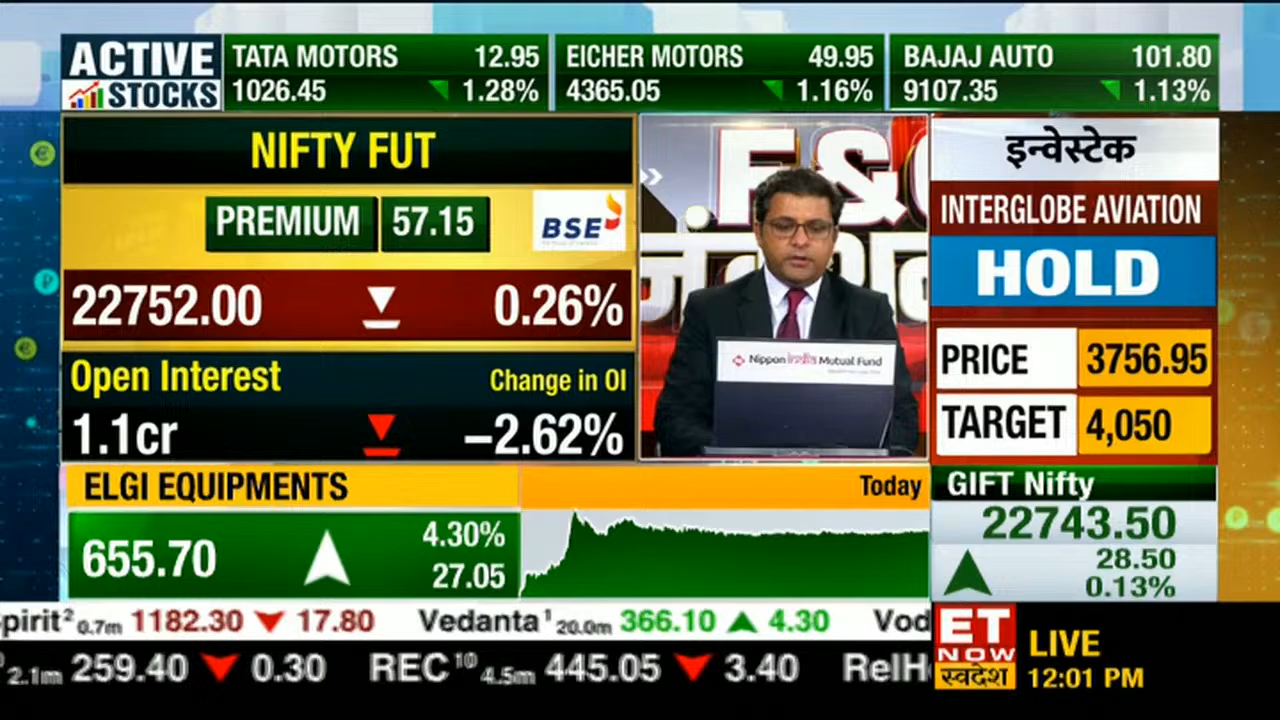 ACTIVE STOCKS
TATA MOTORS 12.95
1026.45 1.28%
EICHER MOTORS 49.95
4365.05 1.16%
BAJAJ AUTO 101.80
9107.35 1.13%
NIFTY FUT
PREMIUM 57.15
BSE
22752.00 0.26%
Open Interest Change in OI
1.1cr –2.62%
F&
Nippon india Mutual Fund
इन्वेस्टेक
INTERGLOBE AVIATION
HOLD
PRICE 3756.95
TARGET 4,050
ELGI EQUIPMENTS Today
655.70 4.30%
27.05
GIFT Nifty
22743.50
28.50
0.13%
pirit² 0.7m 1182.30 17.80 Vedanta¹ 20.0m 366.10 4.30 Vod
2.1m 259.40 0.30 REC¹⁰ 4.5m 445.05 3.40 RelH
ET NOW स्वदेश
LIVE
12:01 PM